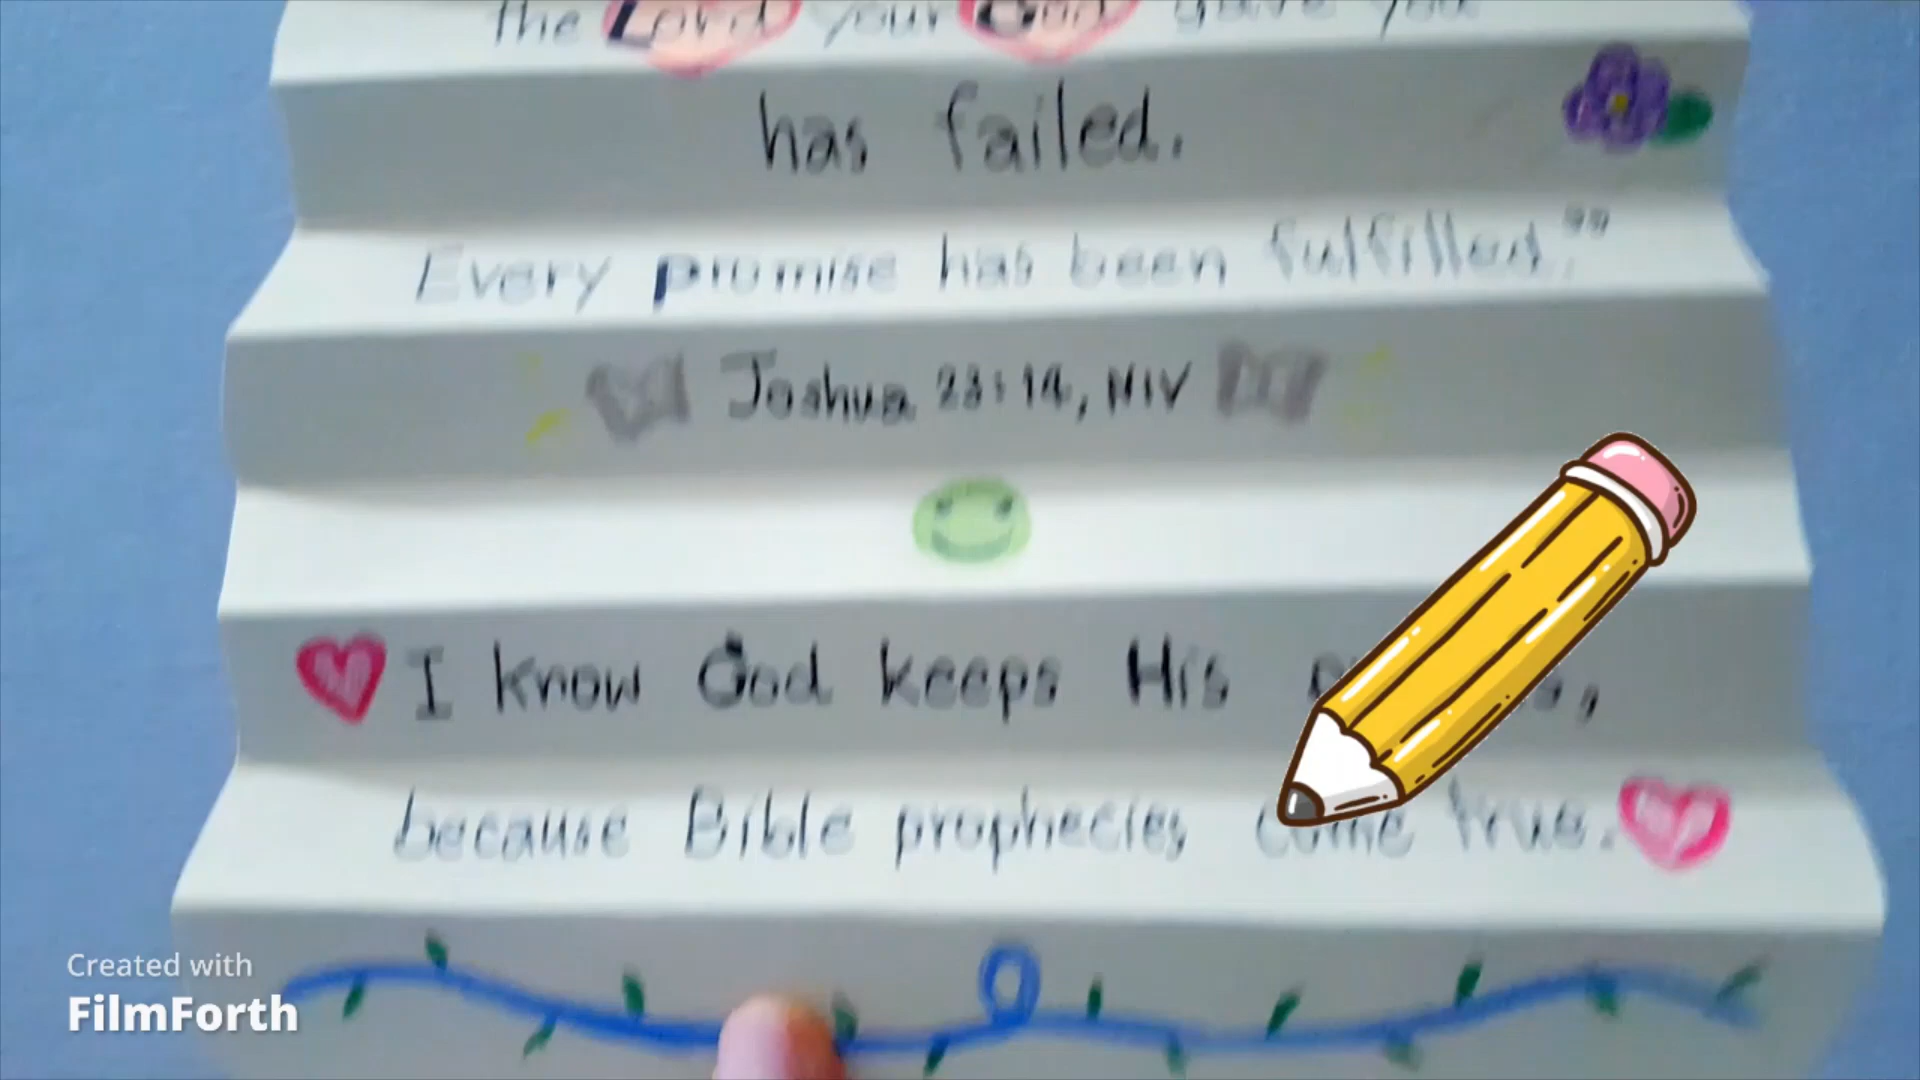 the Lord your God gave you
has failed.
Every promise has been fulfilled."
Joshua 23:14, NIV
I know God keeps His
because Bible prophecies come true.
Created with
FilmForth